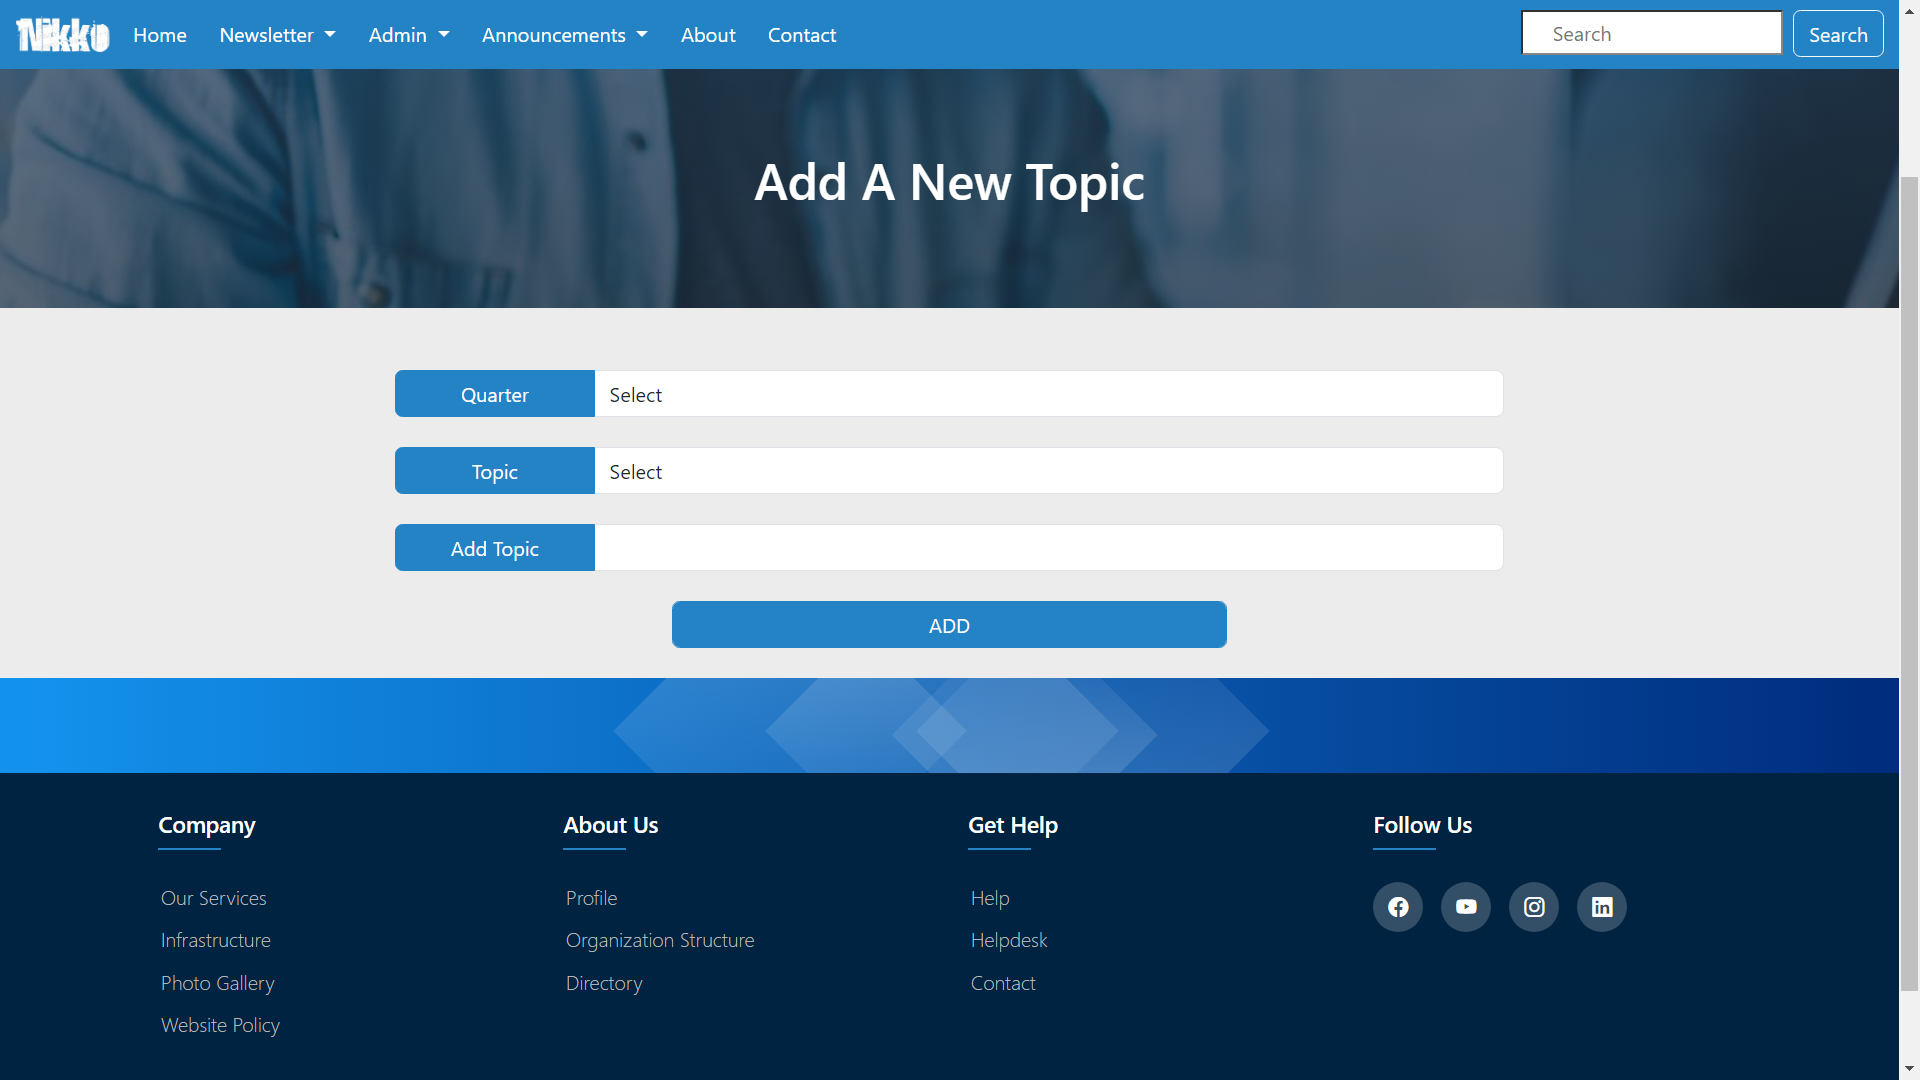 Nikko Home Newsletter Admin Announcements About Contact Search Search
Add A New Topic
Quarter Select
Topic Select
Add Topic
ADD
Company
Our Services
Infrastructure
Photo Gallery
Website Policy
About Us
Profile
Organization Structure
Directory
Get Help
Help
Helpdesk
Contact
Follow Us